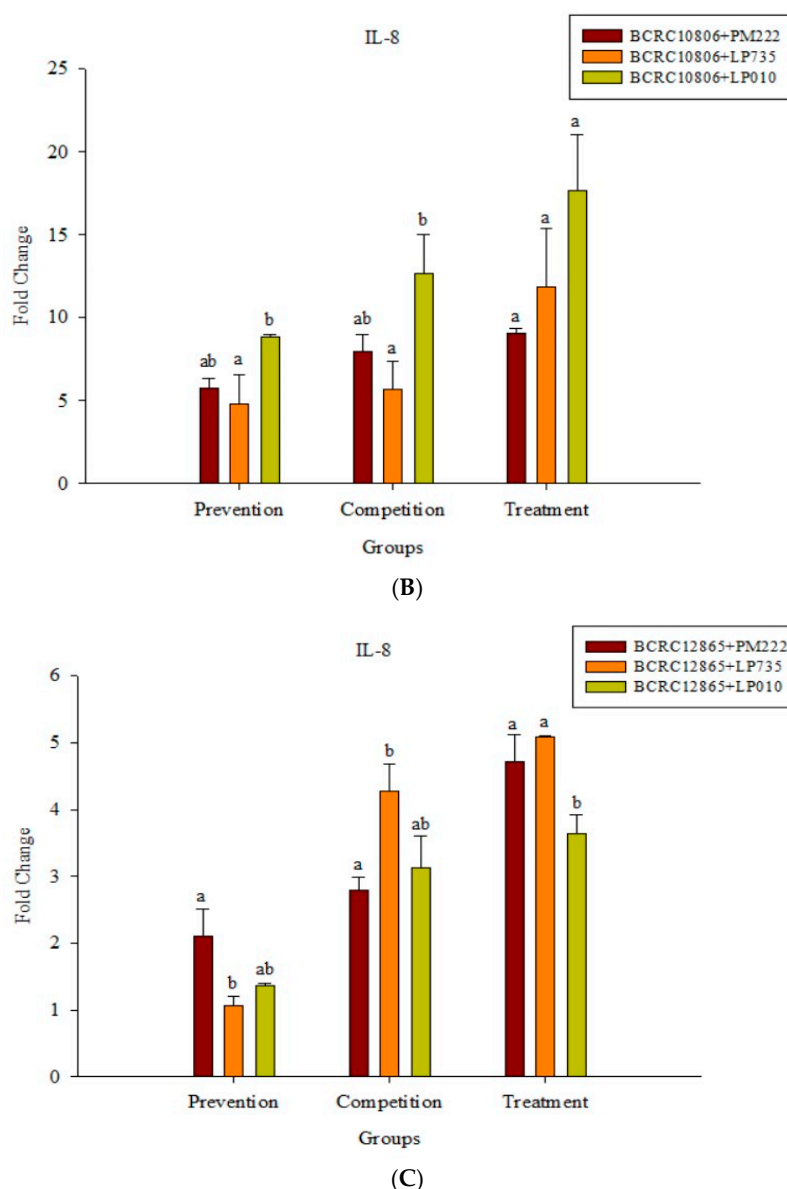 IL-8
BCRC10806+PM222
BCRC10806+LP735
BCRC10806+LP010
25
20
15
10
5
0
Fold Change
ab
a
b
ab
a
b
a
a
a
Prevention
Competition
Treatment
Groups
(B)
IL-8
BCRC12865+PM222
BCRC12865+LP735
BCRC12865+LP010
6
5
4
3
2
1
0
Fold Change
a
b
ab
a
b
ab
a
a
b
Prevention
Competition
Treatment
Groups
(C)